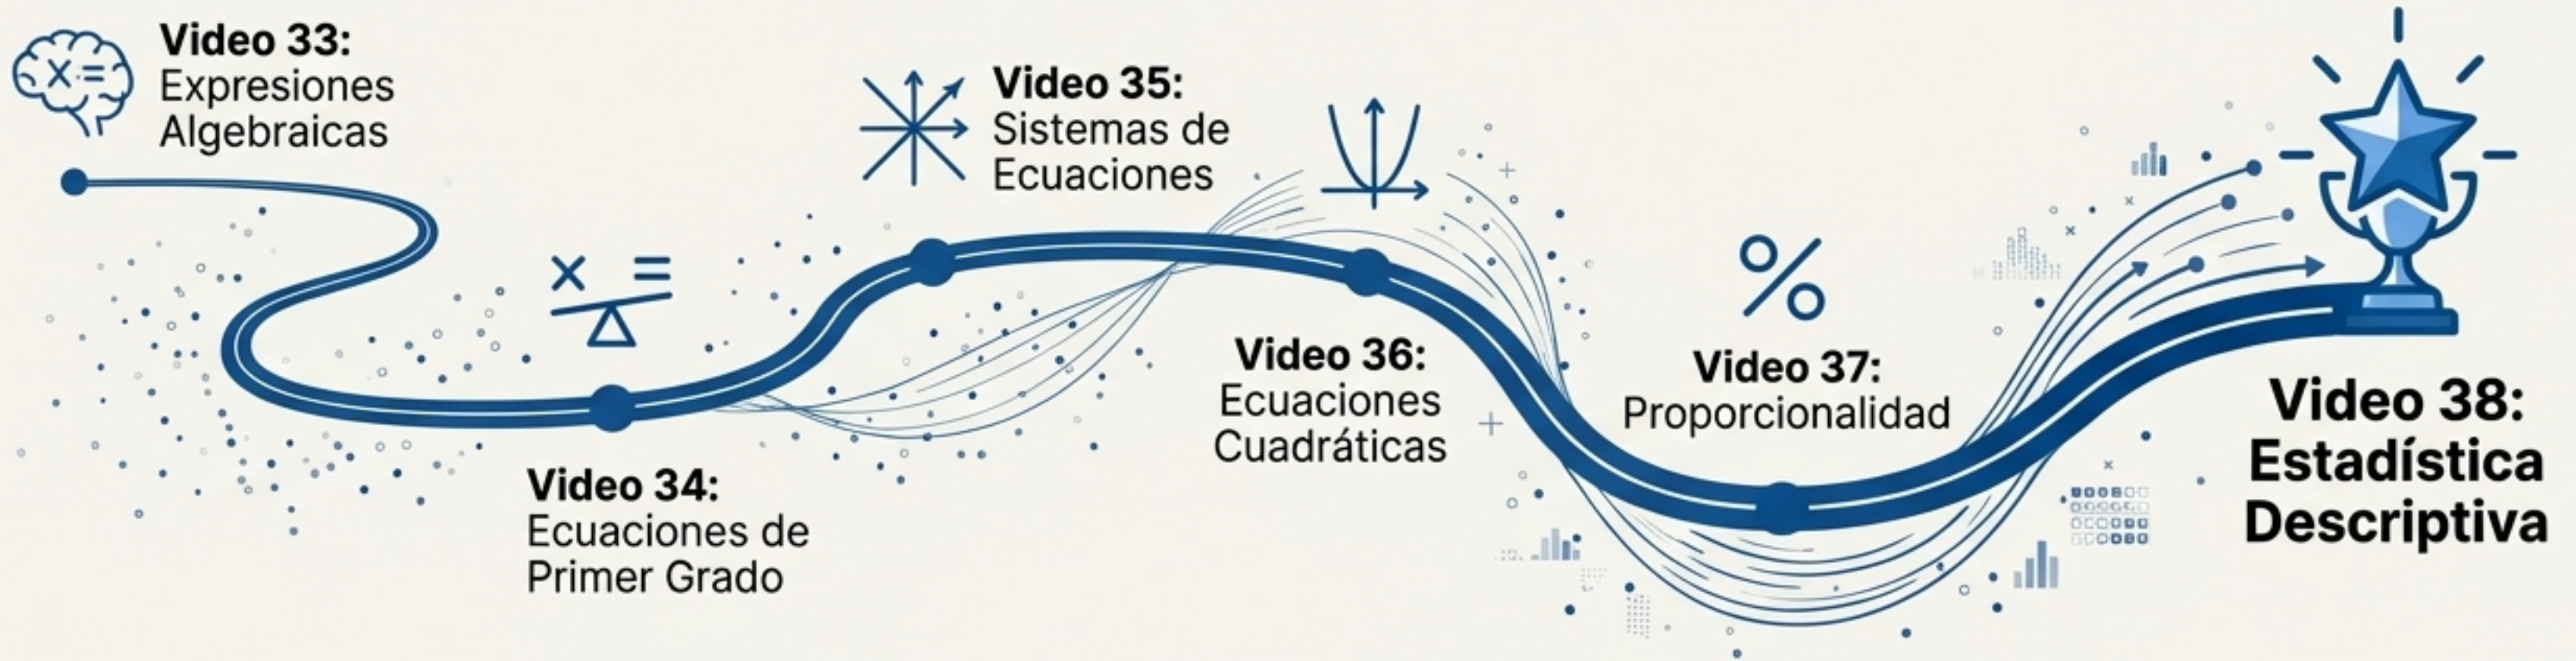 Video 33:
Expresiones
Algebraicas
x =
Video 34:
Ecuaciones de
Primer Grado
x =
Video 35:
Sistemas de
Ecuaciones
Video 36:
Ecuaciones
Cuadráticas
%
Video 37:
Proporcionalidad
Video 38:
Estadística
Descriptiva